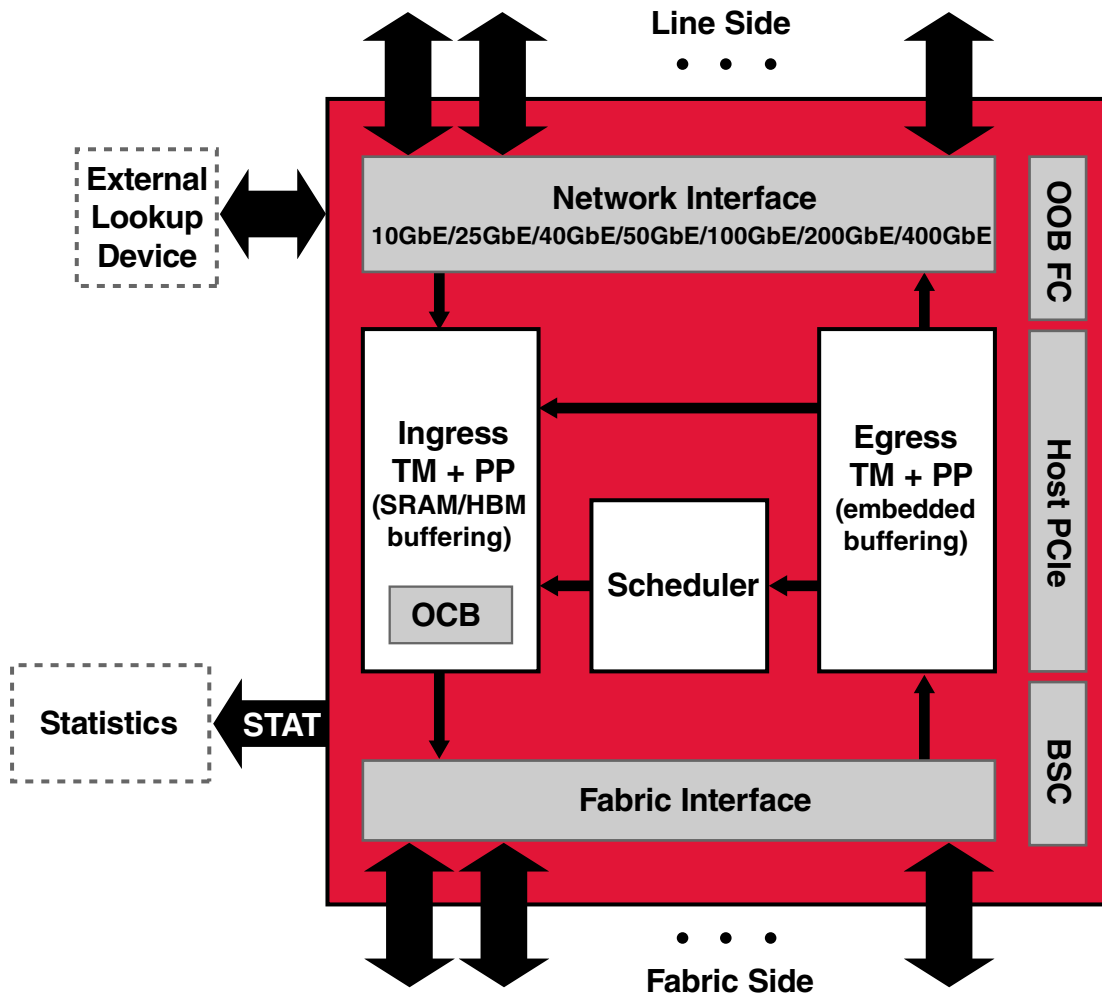 Line Side
External
Lookup
Device
Network Interface
10GbE/25GbE/40GbE/50GbE/100GbE/200GbE/400GbE
OOB FC
Ingress
TM + PP
(SRAM/HBM
buffering)
OCB
Scheduler
Egress
TM + PP
(embedded
buffering)
Host PCIe
Statistics
STAT
BSC
Fabric Interface
Fabric Side